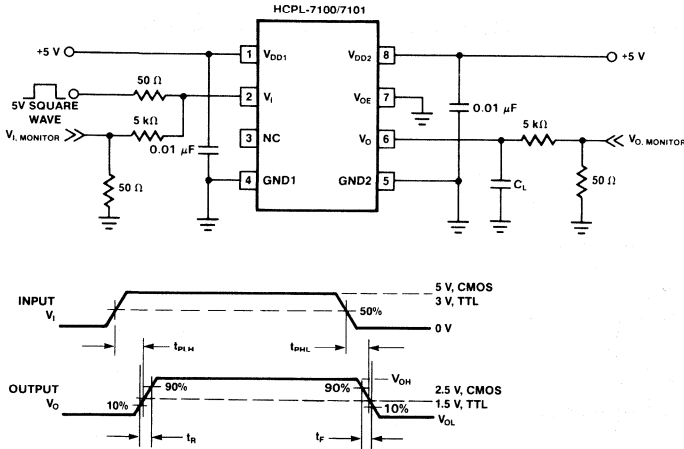 HCPL-7100/7101
+5 V
1 V_DD1
V_DD2 8
+5 V
50 Ω
5V SQUARE
WAVE
2 V_I
V_OE 7
0.01 μF
5 kΩ
V_I, MONITOR
0.01 μF
3 NC
V_O 6
5 kΩ
V_O, MONITOR
50 Ω
4 GND1
GND2 5
C_L
50 Ω
INPUT
V_I
5 V, CMOS
3 V, TTL
50%
0 V
t_PLH
t_PHL
OUTPUT
V_O
90%
10%
90%
10%
V_OH
2.5 V, CMOS
1.5 V, TTL
V_OL
t_R
t_F